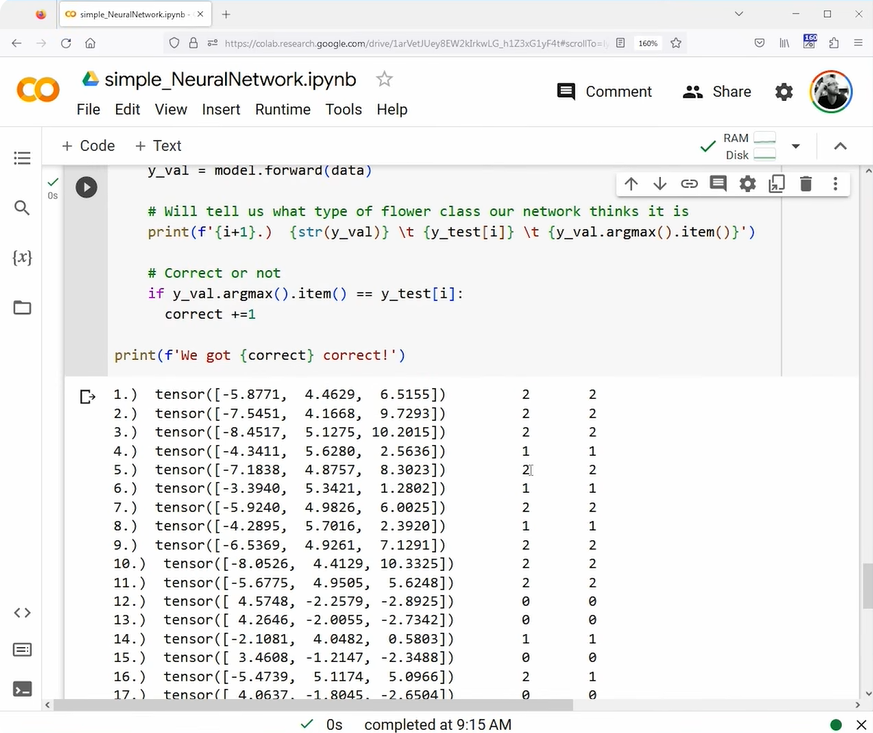 simple_NeuralNetwork.ipynb -
https://colab.research.google.com/drive/1arVetJUey8EW2kIrkwLG_h1Z3xG1yF4t#scrollTo=
160%
160
CO
simple_NeuralNetwork.ipynb
Comment
Share
File Edit View Insert Runtime Tools Help
+ Code + Text
RAM
Disk
y_val = model.forward(data)
0s
# Will tell us what type of flower class our network thinks it is
print(f'{i+1}.) {str(y_val)} \t {y_test[i]} \t {y_val.argmax().item()}')
{x}
# Correct or not
if y_val.argmax().item() == y_test[i]:
correct +=1
print(f'We got {correct} correct!')
1.) tensor([-5.8771, 4.4629, 6.5155]) 2 2
2.) tensor([-7.5451, 4.1668, 9.7293]) 2 2
3.) tensor([-8.4517, 5.1275, 10.2015]) 2 2
4.) tensor([-4.3411, 5.6280, 2.5636]) 1 1
5.) tensor([-7.1838, 4.8757, 8.3023]) 2 2
6.) tensor([-3.3940, 5.3421, 1.2802]) 1 1
7.) tensor([-5.9240, 4.9826, 6.0025]) 2 2
8.) tensor([-4.2895, 5.7016, 2.3920]) 1 1
9.) tensor([-6.5369, 4.9261, 7.1291]) 2 2
10.) tensor([-8.0526, 4.4129, 10.3325]) 2 2
11.) tensor([-5.6775, 4.9505, 5.6248]) 2 2
12.) tensor([ 4.5748, -2.2579, -2.8925]) 0 0
13.) tensor([ 4.2646, -2.0055, -2.7342]) 0 0
14.) tensor([-2.1081, 4.0482, 0.5803]) 1 1
15.) tensor([ 3.4608, -1.2147, -2.3488]) 0 0
16.) tensor([-5.4739, 5.1174, 5.0966]) 2 1
17.) tensor([ 4.0637, -1.8045, -2.6504]) 0 0
0s completed at 9:15 AM